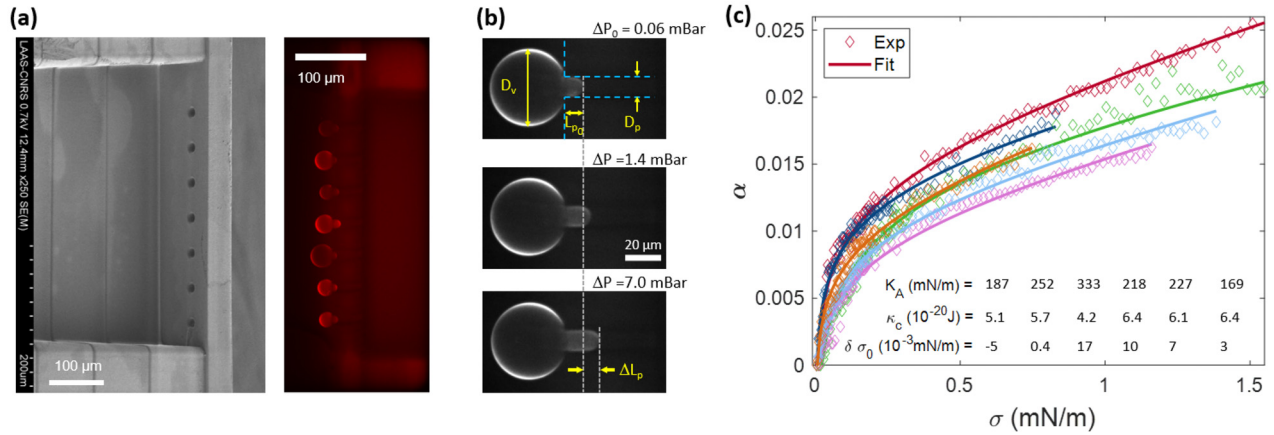 (a)
LAAS-CNRS 0.7kV 12.4mm x250 SE(M)
200um
100 µm
100 µm
(b)
ΔP₀ = 0.06 mBar
Dᵥ
Lₚ₀
Dₚ
ΔP =1.4 mBar
20 µm
ΔP =7.0 mBar
ΔLₚ
(c)
Exp
Fit
α
0.025
0.02
0.015
0.01
0.005
0
K_A (mN/m) = 187 252 333 218 227 169
κ_c (10⁻²⁰J) = 5.1 5.7 4.2 6.4 6.1 6.4
δ σ₀ (10⁻³mN/m) = -5 0.4 17 10 7 3
0 0.5 1 1.5
σ (mN/m)